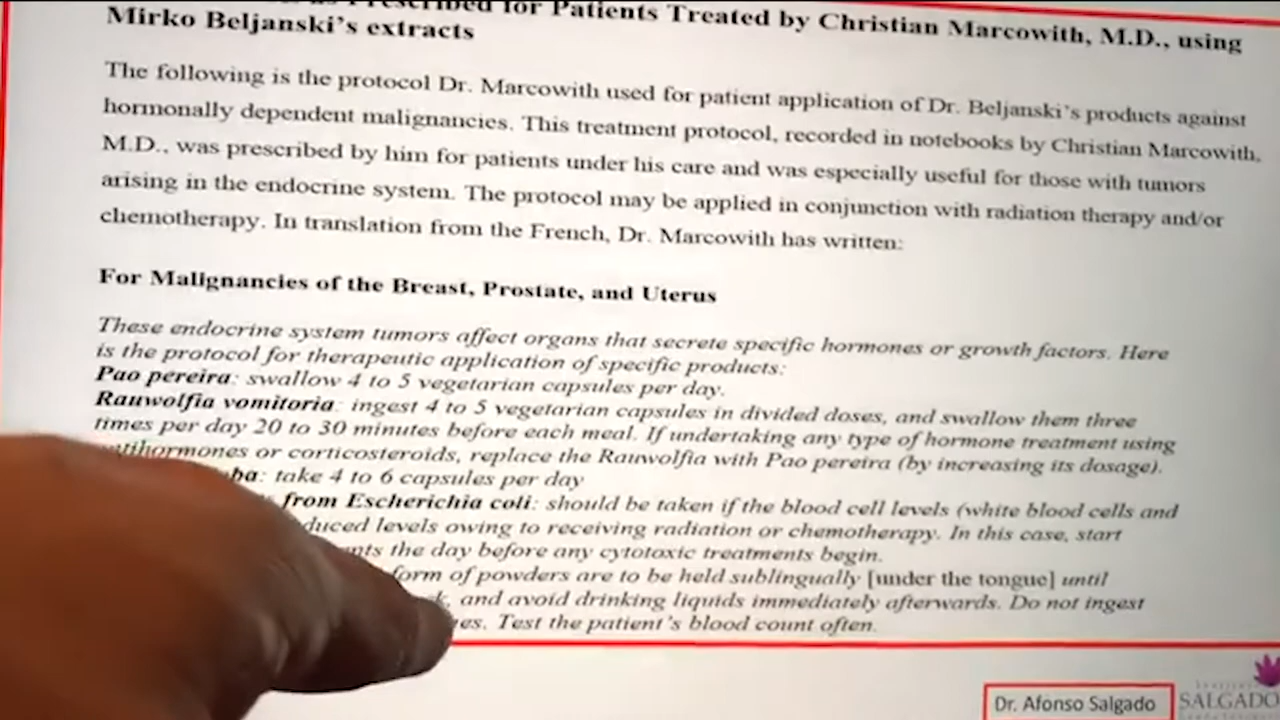 for Patients Treated by Christian Marcowith, M.D., using
Mirko Beljanski's extracts
The following is the protocol Dr. Marcowith used for patient application of Dr. Beljanski's products against
hormonally dependent malignancies. This treatment protocol, recorded in notebooks by Christian Marcowith,
M.D., was prescribed by him for patients under his care and was especially useful for those with tumors
arising in the endocrine system. The protocol may be applied in conjunction with radiation therapy and/or
chemotherapy. In translation from the French, Dr. Marcowith has written:
For Malignancies of the Breast, Prostate, and Uterus
These endocrine system tumors affect organs that secrete specific hormones or growth factors. Here
is the protocol for therapeutic application of specific products:
Pao pereira: swallow 4 to 5 vegetarian capsules per day.
Rauwolfia vomitoria: ingest 4 to 5 vegetarian capsules in divided doses, and swallow them three
times per day 20 to 30 minutes before each meal. If undertaking any type of hormone treatment using
or corticosteroids, replace the Rauwolfia with Pao pereira (by increasing its dosage).
take 4 to 6 capsules per day
from Escherichia coli: should be taken if the blood cell levels (white blood cells and
levels owing to receiving radiation or chemotherapy. In this case, start
the day before any cytotoxic treatments begin.
form of powders are to be held sublingually [under the tongue] until
and avoid drinking liquids immediately afterwards. Do not ingest
Test the patient's blood count often.
Dr. Afonso Salgado
SALGADO